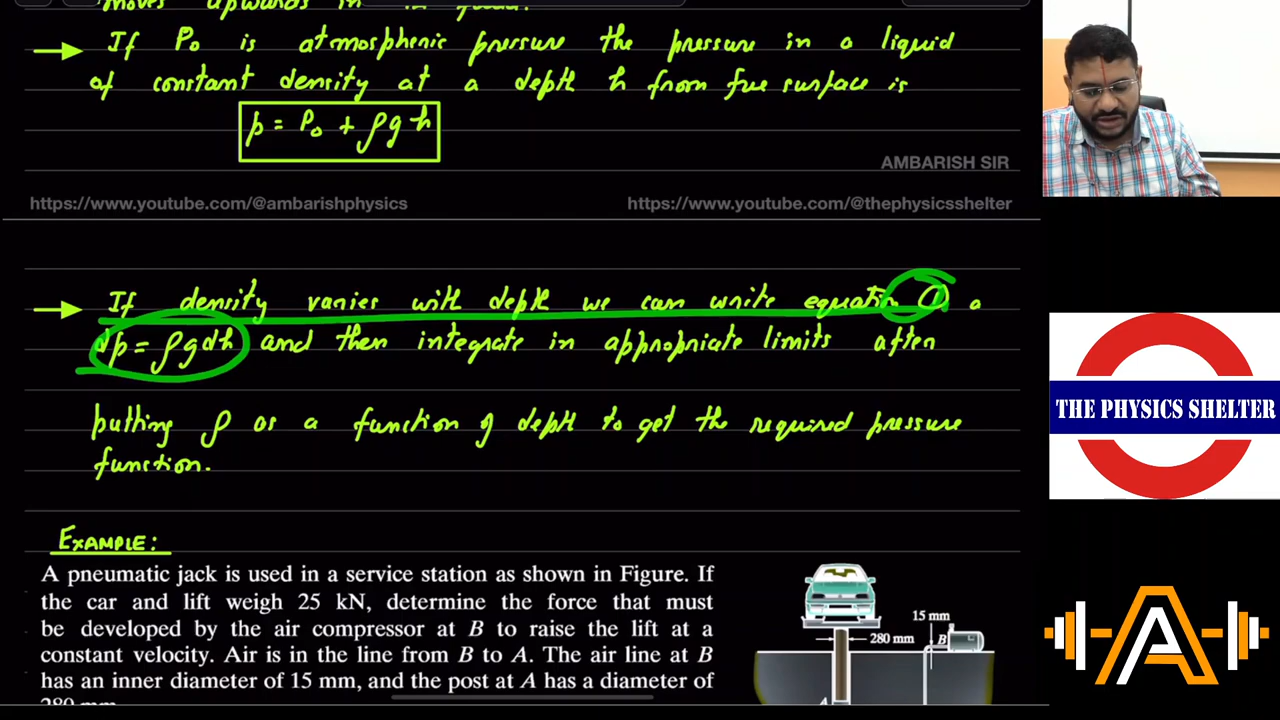 moves upwards in
→ If P₀ is atmospheric pressure the pressure in a liquid
of constant density at a depth h from free surface is
p = P₀ + ρgh
AMBARISH SIR
https://www.youtube.com/@ambarishphysics https://www.youtube.com/@thephysicsshelter
→ If density varies with depth we can write equation ① a
dp = ρgdh and then integrate in appropriate limits after
putting ρ as a function of depth to get the required pressure
function.
EXAMPLE:
A pneumatic jack is used in a service station as shown in Figure. If
the car and lift weigh 25 kN, determine the force that must
be developed by the air compressor at B to raise the lift at a
constant velocity. Air is in the line from B to A. The air line at B
has an inner diameter of 15 mm, and the post at A has a diameter of
280 mm
15 mm
280 mm
B
A
THE PHYSICS SHELTER